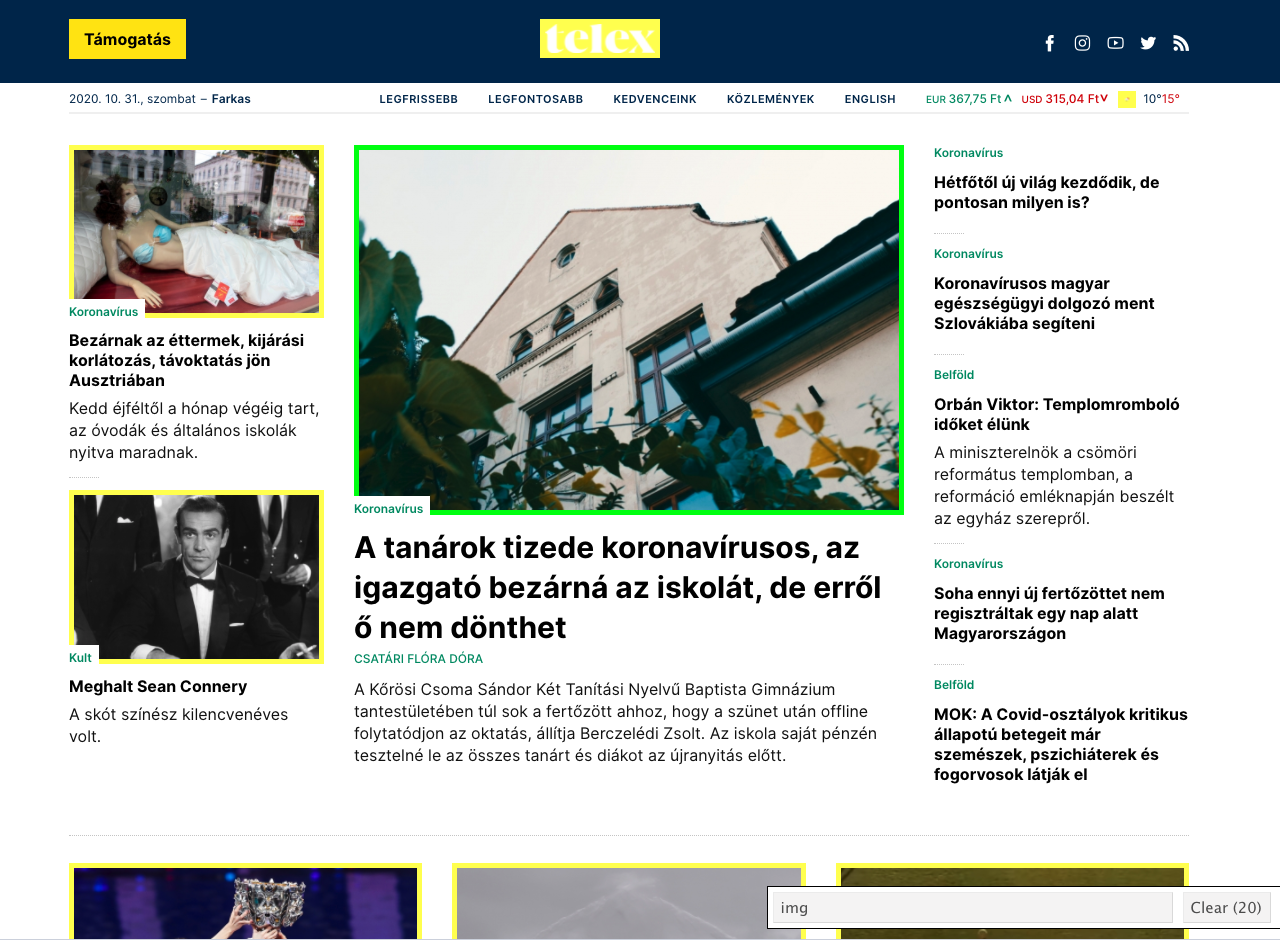 Támogatás
telex
2020. 10. 31., szombat – Farkas
LEGFRISSEBB
LEGFONTOSABB
KEDVENCEINK
KÖZLEMÉNYEK
ENGLISH
EUR 367,75 Ft
USD 315,04 Ft
10° 15°
Koronavírus
Bezárnak az éttermek, kijárási
korlátozás, távoktatás jön
Ausztriában
Kedd éjféltől a hónap végéig tart,
az óvodák és általános iskolák
nyitva maradnak.
Kult
Meghalt Sean Connery
A skót színész kilencvenéves
volt.
Koronavírus
A tanárok tizede koronavírusos, az
igazgató bezárná az iskolát, de erről
ő nem dönthet
CSATÁRI FLÓRA DÓRA
A Kőrösi Csoma Sándor Két Tanítási Nyelvű Baptista Gimnázium
tantestületében túl sok a fertőzött ahhoz, hogy a szünet után offline
folytatódjon az oktatás, állítja Berczelédi Zsolt. Az iskola saját pénzén
tesztelné le az összes tanárt és diákot az újranyitás előtt.
Koronavírus
Hétfőtől új világ kezdődik, de
pontosan milyen is?
Koronavírus
Koronavírusos magyar
egészségügyi dolgozó ment
Szlovákiába segíteni
Belföld
Orbán Viktor: Templomromboló
időket élünk
A miniszterelnök a csömöri
református templomban, a
reformáció emléknapján beszélt
az egyház szerepről.
Koronavírus
Soha ennyi új fertőzöttet nem
regisztráltak egy nap alatt
Magyarországon
Belföld
MOK: A Covid-osztályok kritikus
állapotú betegeit már
szemészek, pszichiáterek és
fogorvosok látják el
img
Clear (20)